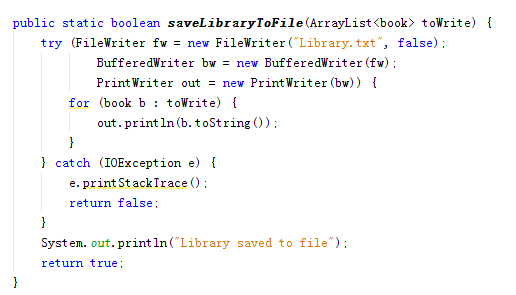 public static boolean saveLibraryToFile(ArrayList<book> toWrite) {
    try (FileWriter fw = new FileWriter("Library.txt", false);
            BufferedWriter bw = new BufferedWriter(fw);
            PrintWriter out = new PrintWriter(bw)) {
        for (book b : toWrite) {
            out.println(b.toString());
        }
    } catch (IOException e) {
        e.printStackTrace();
        return false;
    }
    System.out.println("Library saved to file");
    return true;
}